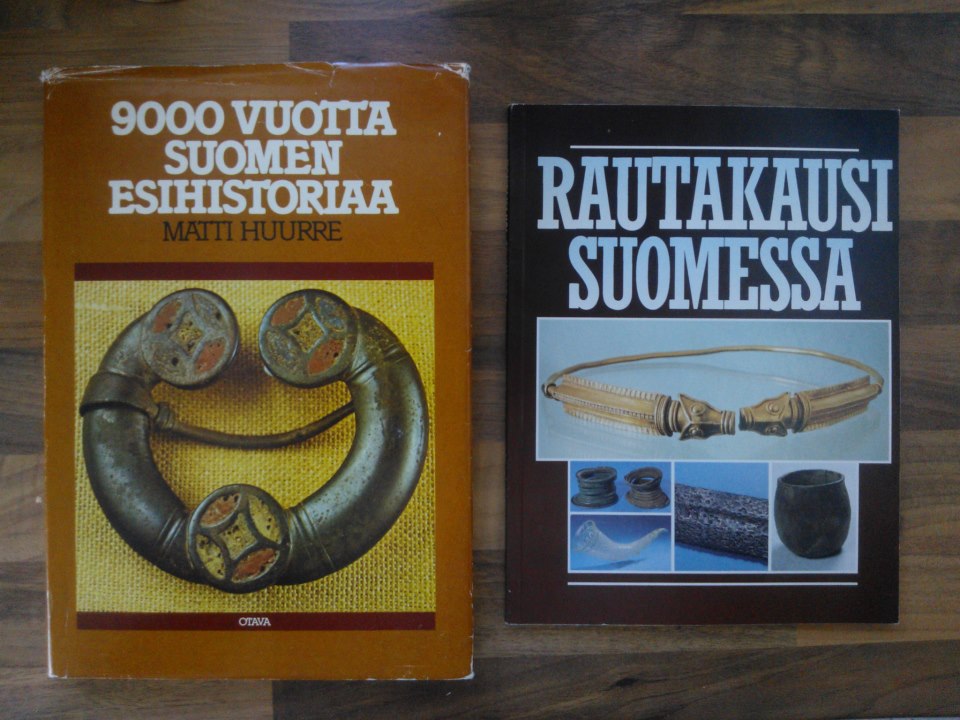 9000 VUOTTA
SUOMEN
ESIHISTORIAA
MATTI HUURRE
OTAVA
RAUTAKAUSI
SUOMESSA